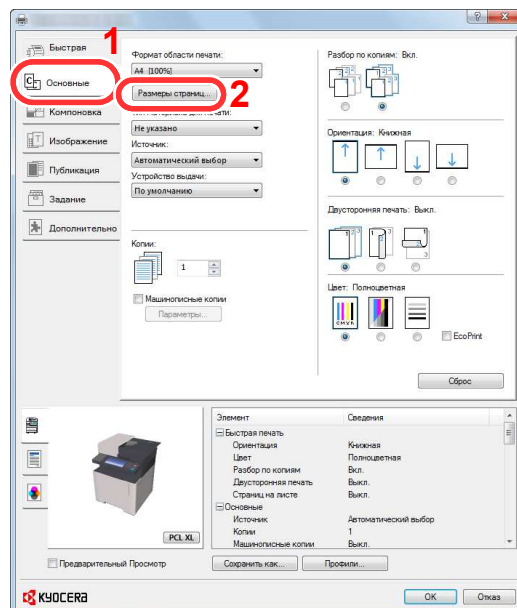 Быстрая
1
Основные
Компоновка
Изображение
Публикация
Задание
Дополнительно
Формат области печати:
A4 [100%]
Размеры страниц...
2
Не указано
Источник:
Автоматический выбор
Устройство выдачи:
По умолчанию
Копии:
1
Машинописные копии
Параметры...
Разбор по копиям: Вкл.
Ориентация: Книжная
Двусторонняя печать: Выкл.
Цвет: Полноцветная
CMYK
EcoPrint
Сброс
Элемент Сведения
Быстрая печать
Ориентация Книжная
Цвет Полноцветная
Разбор по копиям Вкл.
Двусторонняя печать Выкл.
Страниц на листе Выкл.
Основные
Источник Автоматический выбор
Копии 1
Машинописные копии Выкл.
PCL XL
Предварительный Просмотр
Сохранить как...
Профили...
KYOCERA
OK
Отказ